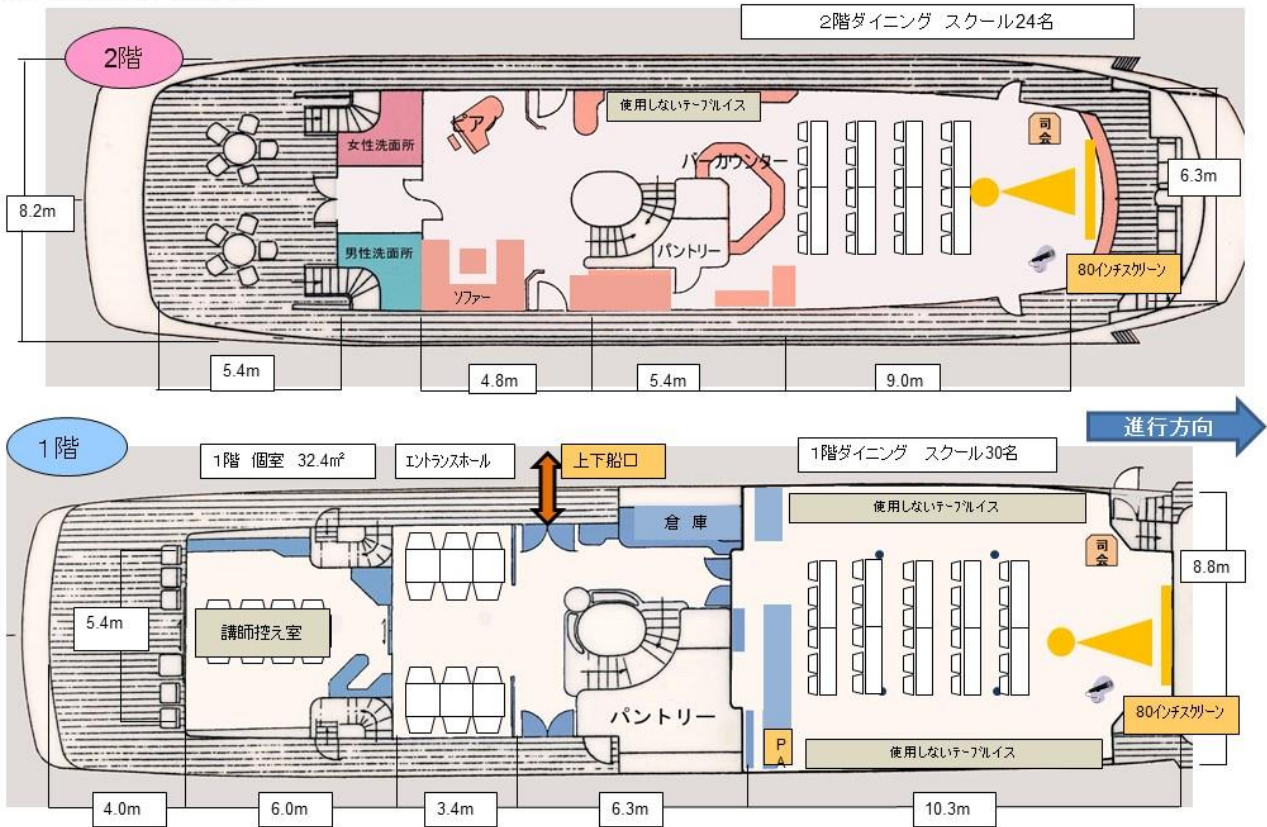 2階ダイニング スクール24名
2階
使用しないテーブルイス
ピアノ
司会
女性洗面所
バーカウンター
6.3m
8.2m
男性洗面所
パントリー
80インチスクリーン
ソファー
5.4m
4.8m
5.4m
9.0m
進行方向
1階
1階 個室 32.4㎡
エントランスホール
上下船口
1階ダイニング スクール30名
使用しないテーブルイス
倉庫
司会
8.8m
5.4m
講師控え室
パントリー
80インチスクリーン
PA
使用しないテーブルイス
4.0m
6.0m
3.4m
6.3m
10.3m